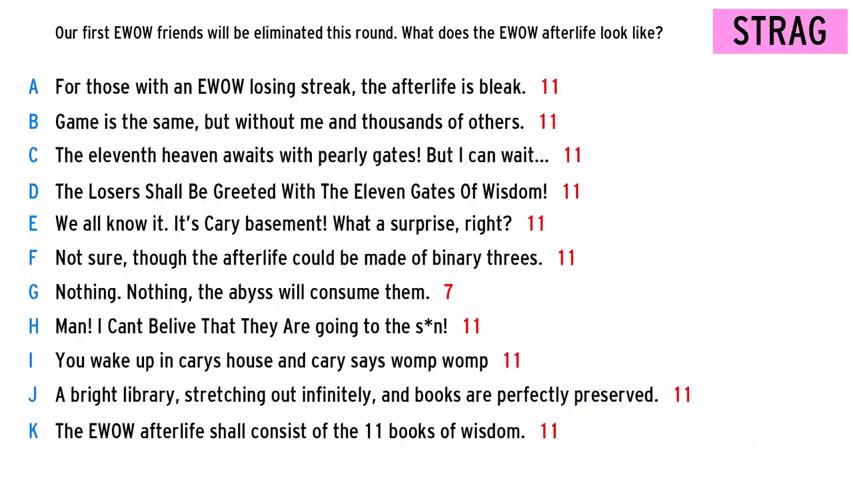 Our first EWOW friends will be eliminated this round. What does the EWOW afterlife look like?
STRAG
A For those with an EWOW losing streak, the afterlife is bleak. 11
B Game is the same, but without me and thousands of others. 11
C The eleventh heaven awaits with pearly gates! But I can wait... 11
D The Losers Shall Be Greeted With The Eleven Gates Of Wisdom! 11
E We all know it. It's Cary basement! What a surprise, right? 11
F Not sure, though the afterlife could be made of binary threes. 11
G Nothing. Nothing, the abyss will consume them. 7
H Man! I Cant Belive That They Are going to the s*n! 11
I You wake up in carys house and cary says womp womp 11
J A bright library, stretching out infinitely, and books are perfectly preserved. 11
K The EWOW afterlife shall consist of the 11 books of wisdom. 11